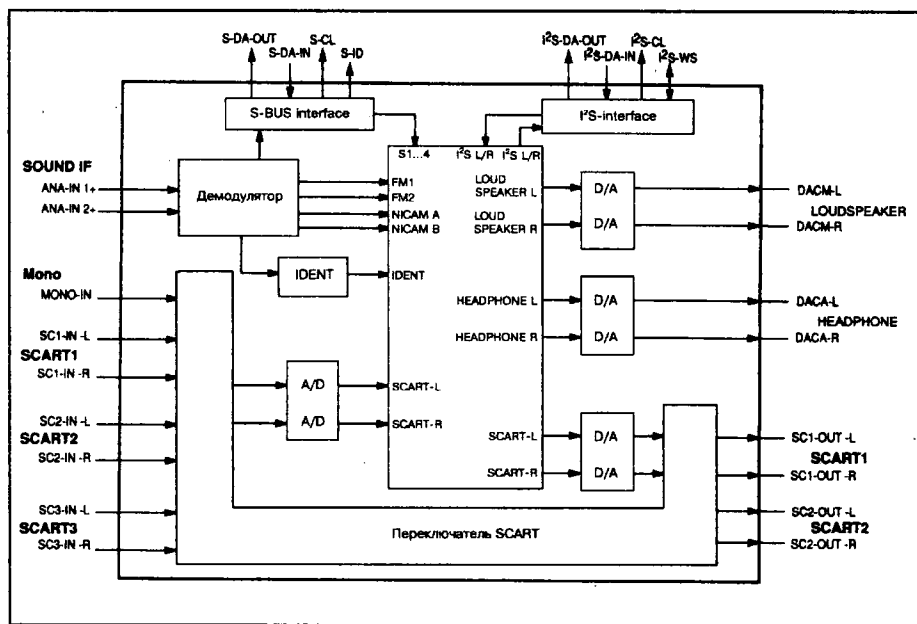 S-DA-OUT
S-CL
S-DA-IN
S-ID
I²S-DA-OUT
I²S-CL
I²S-DA-IN
I²S-WS
S-BUS interface
I²S-interface
S1...4
I²S L/R
I²S L/R
SOUND IF
ANA-IN 1+
ANA-IN 2+
Демодулятор
FM1
FM2
NICAM A
NICAM B
LOUD
SPEAKER L
LOUD
SPEAKER R
D/A
D/A
DACM-L
LOUDSPEAKER
DACM-R
IDENT
IDENT
Mono
MONO-IN
SC1-IN -L
SCART1
SC1-IN -R
SC2-IN -L
SCART2
SC2-IN -R
SC3-IN -L
SCART3
SC3-IN -R
HEADPHONE L
HEADPHONE R
D/A
D/A
DACA-L
HEADPHONE
DACA-R
A/D
A/D
SCART-L
SCART-R
SCART-L
SCART-R
D/A
D/A
SC1-OUT -L
SCART1
SC1-OUT -R
SC2-OUT -L
SCART2
SC2-OUT -R
Переключатель SCART